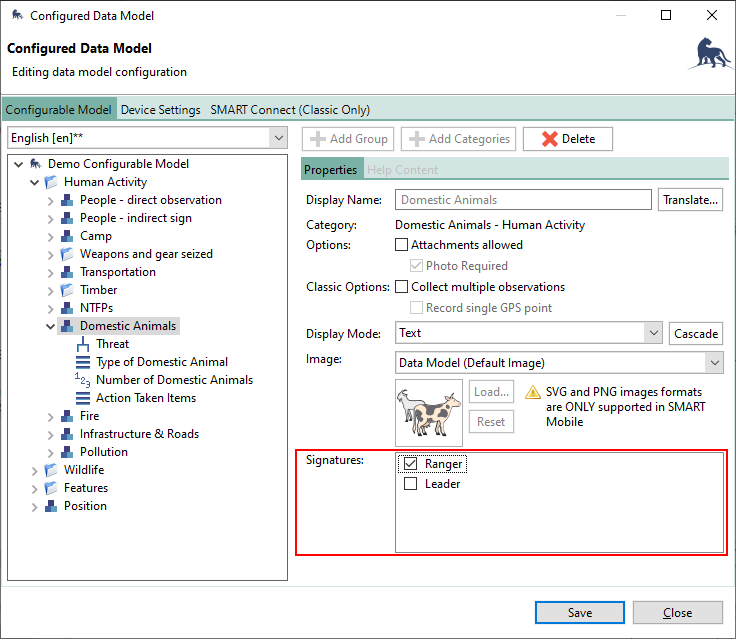 Configured Data Model
Configured Data Model
Editing data model configuration
Configurable Model Device Settings SMART Connect (Classic Only)
English [en]**
Demo Configurable Model
Human Activity
People - direct observation
People - indirect sign
Camp
Weapons and gear seized
Transportation
Timber
NTFPs
Domestic Animals
Threat
Type of Domestic Animal
1 2 3 Number of Domestic Animals
Action Taken Items
Fire
Infrastructure & Roads
Pollution
Wildlife
Features
Position
Add Group Add Categories Delete
Properties Help Content
Display Name: Domestic Animals Translate...
Category: Domestic Animals - Human Activity
Options: Attachments allowed
Photo Required
Classic Options: Collect multiple observations
Record single GPS point
Display Mode: Text Cascade
Image: Data Model (Default Image)
Load...
Reset
SVG and PNG images formats
are ONLY supported in SMART
Mobile
Signatures: Ranger
Leader
Save Close